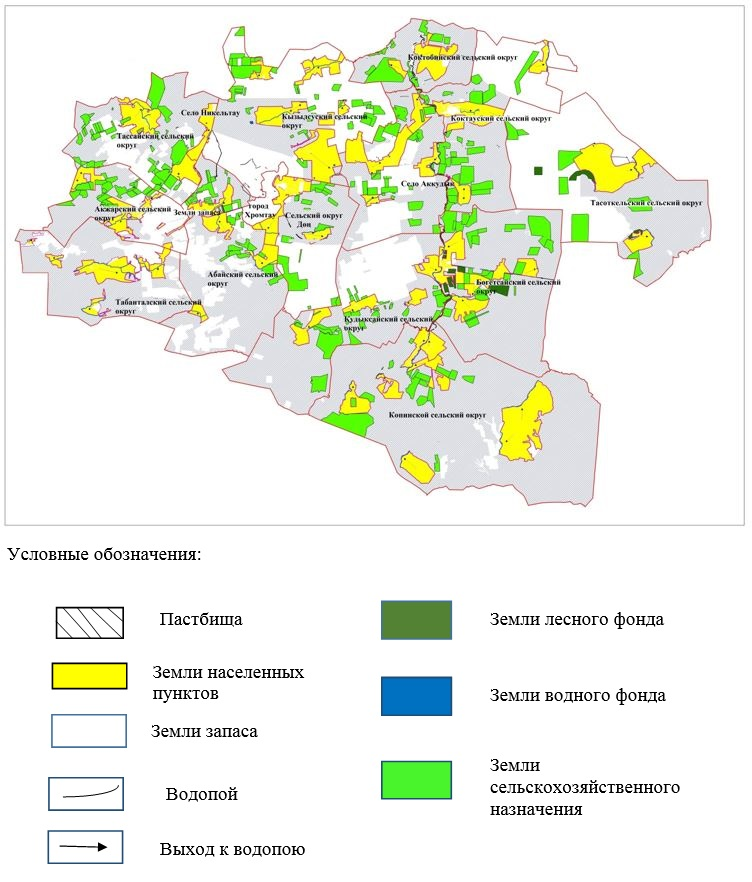 Коктобинский сельский округ
Село Никельтау
Кызылсуский сельский
округ
Коктауский сельский округ
Тассайский сельский
округ
Село Аккудык
Тасоткельский сельский
округ
Акжарский сельский
округ
Земли запаса
город
Хромтау
Сельский округ
Дон
Абайский сельский
округ
Богетсайский сельский
округ
Табантальский сельский
округ
Кудыксайский сельский
округ
Копинской сельский округ
Условные обозначения:
Пастбища
Земли лесного фонда
Земли населенных
пунктов
Земли водного фонда
Земли запаса
Земли
сельскохозяйственного
назначения
Водопой
Выход к водопою